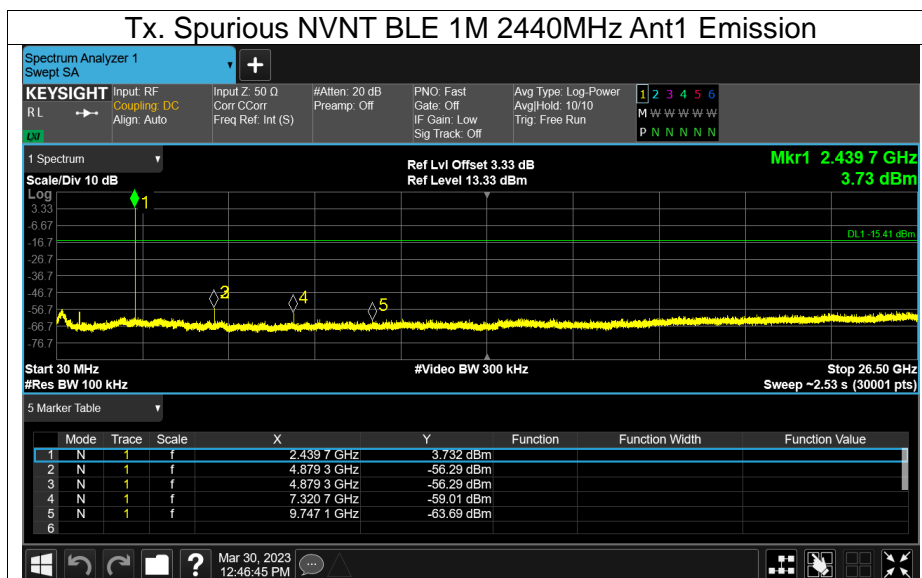 Tx. Spurious NVNT BLE 1M 2440MHz Ant1 Emission
Spectrum Analyzer 1
Swept SA
+
KEYSIGHT
R L
LXI
Input: RF
Coupling: DC
Align: Auto
Input Z: 50 Ω
Corr CCorr
Freq Ref: Int (S)
#Atten: 20 dB
Preamp: Off
PNO: Fast
Gate: Off
IF Gain: Low
Sig Track: Off
Avg Type: Log-Power
Avg|Hold: 10/10
Trig: Free Run
1 2 3 4 5 6
M W W W W W
P N N N N N
1 Spectrum
Scale/Div 10 dB
Ref Lvl Offset 3.33 dB
Ref Level 13.33 dBm
Mkr1 2.439 7 GHz
3.73 dBm
Log
3.33
-6.67
-16.7
-26.7
-36.7
-46.7
-56.7
-66.7
-76.7
1
DL1 -15.41 dBm
4
5
Start 30 MHz
#Res BW 100 kHz
#Video BW 300 kHz
Stop 26.50 GHz
Sweep ~2.53 s (30001 pts)
5 Marker Table
Mode Trace Scale X Y Function Function Width Function Value
1 N 1 f 2.439 7 GHz 3.732 dBm
2 N 1 f 4.879 3 GHz -56.29 dBm
3 N 1 f 4.879 3 GHz -56.29 dBm
4 N 1 f 7.320 7 GHz -59.01 dBm
5 N 1 f 9.747 1 GHz -63.69 dBm
6
?
Mar 30, 2023
12:46:45 PM